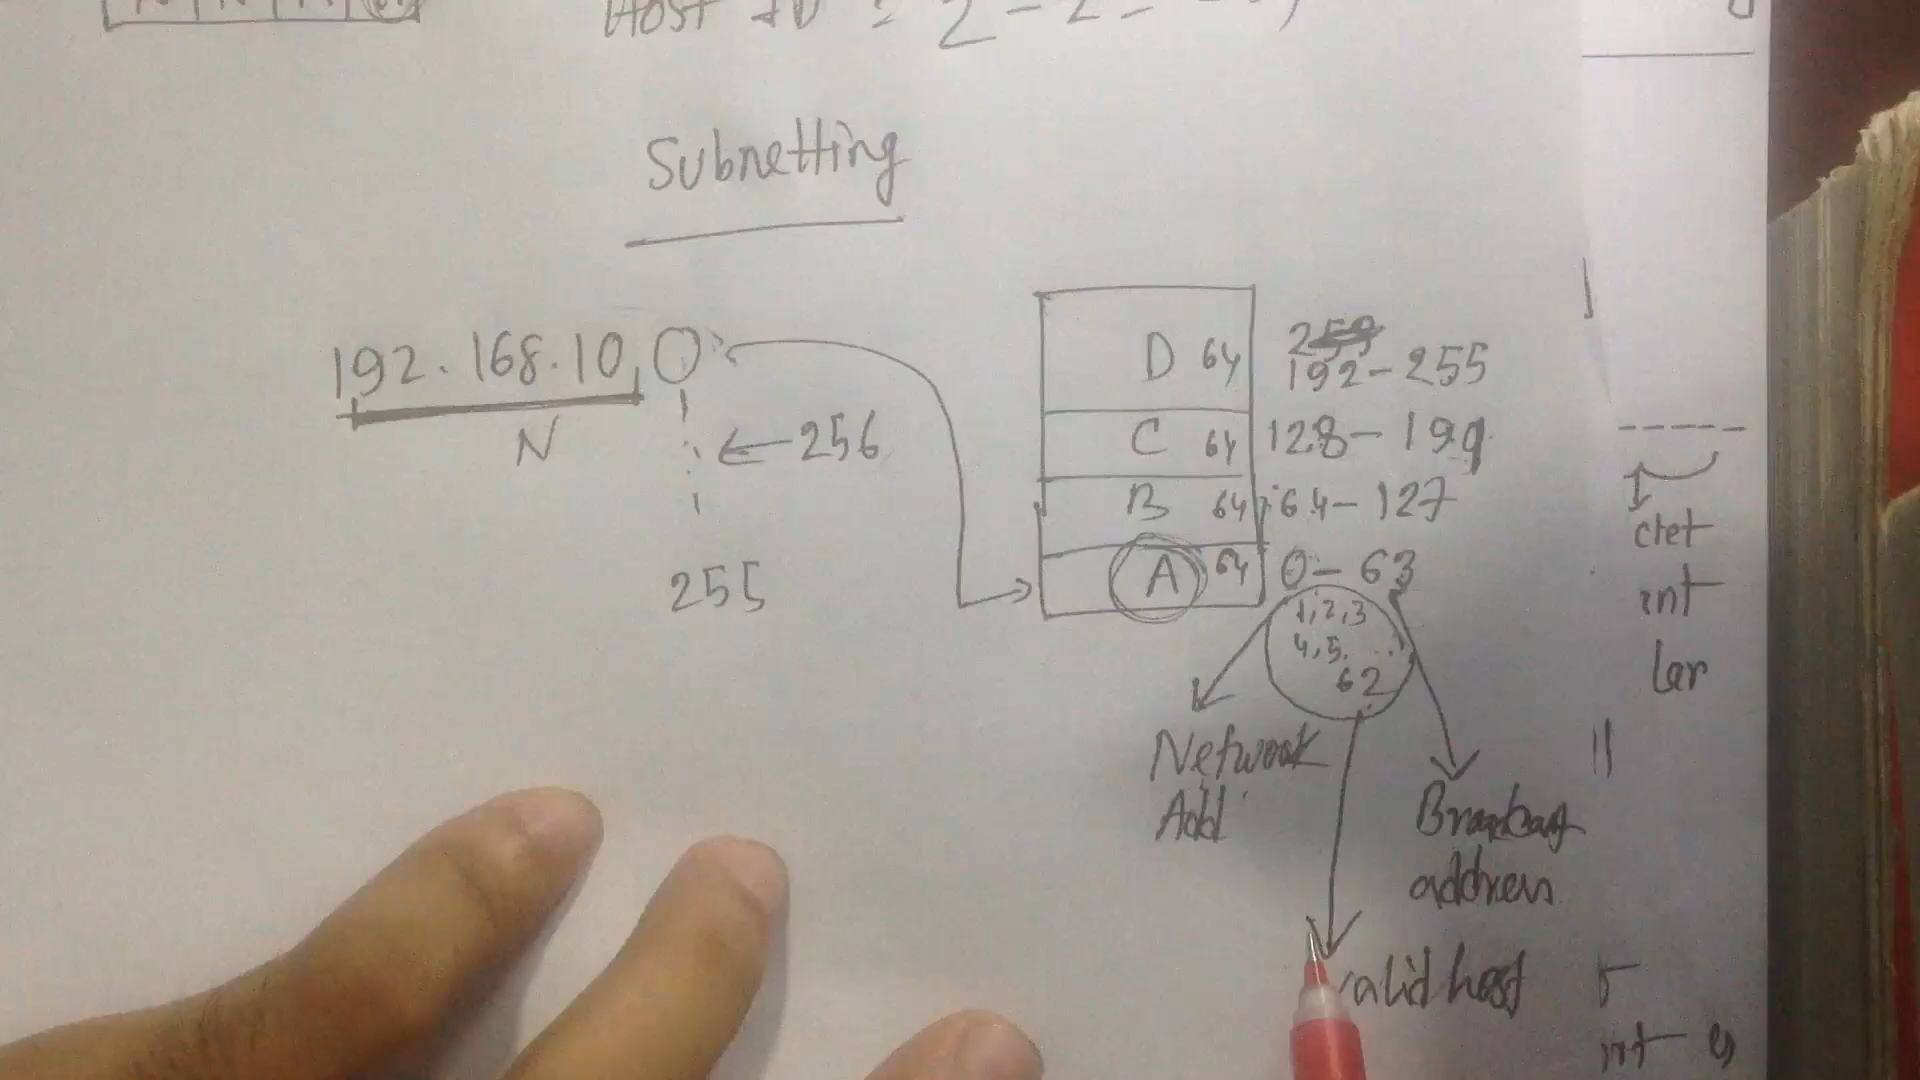 Subnetting
192.168.10.0
N
← 256
255
D 64 192-255
C 64 128-191
B 64 64-127
A 64 0-63
1,2,3
4,5. ...
62
Network
Add
address
valid host
int